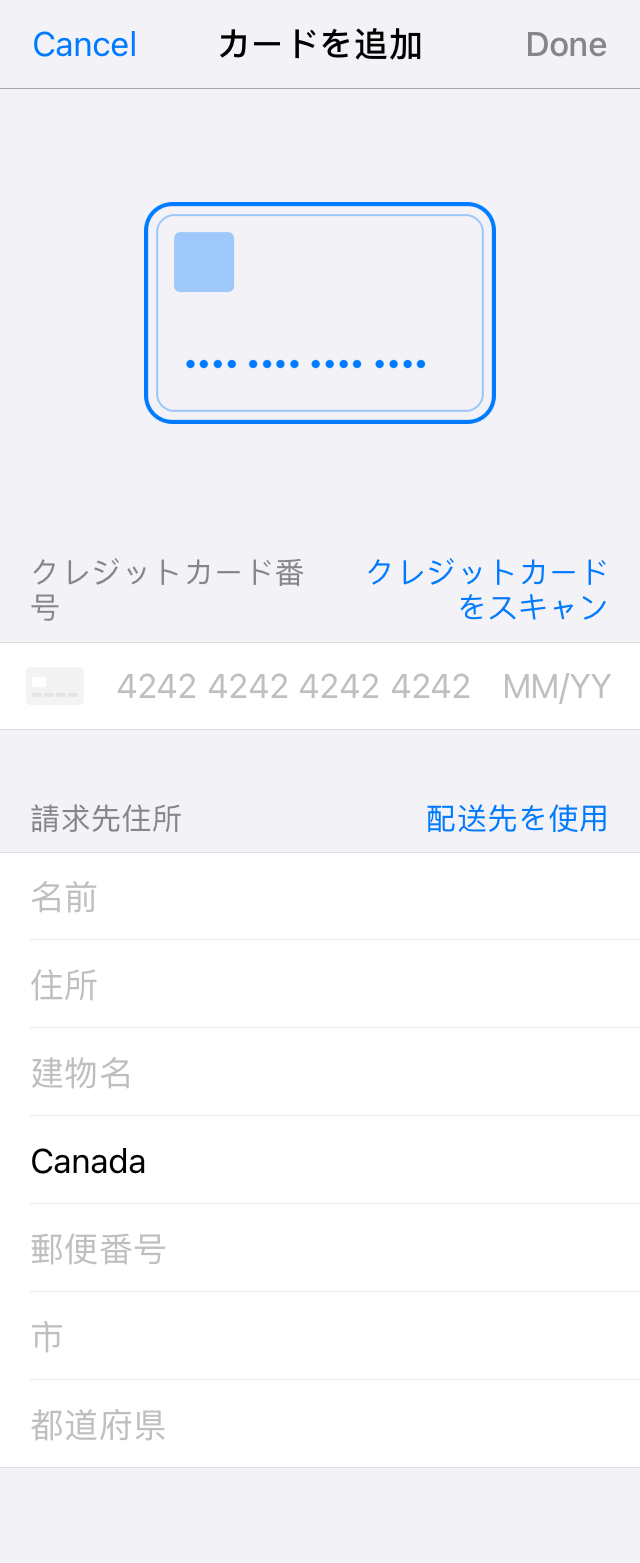 Cancel カードを追加 Done
•••• •••• •••• ••••
クレジットカード番
号
クレジットカード
をスキャン
4242 4242 4242 4242 MM/YY
請求先住所 配送先を使用
名前
住所
建物名
Canada
郵便番号
市
都道府県